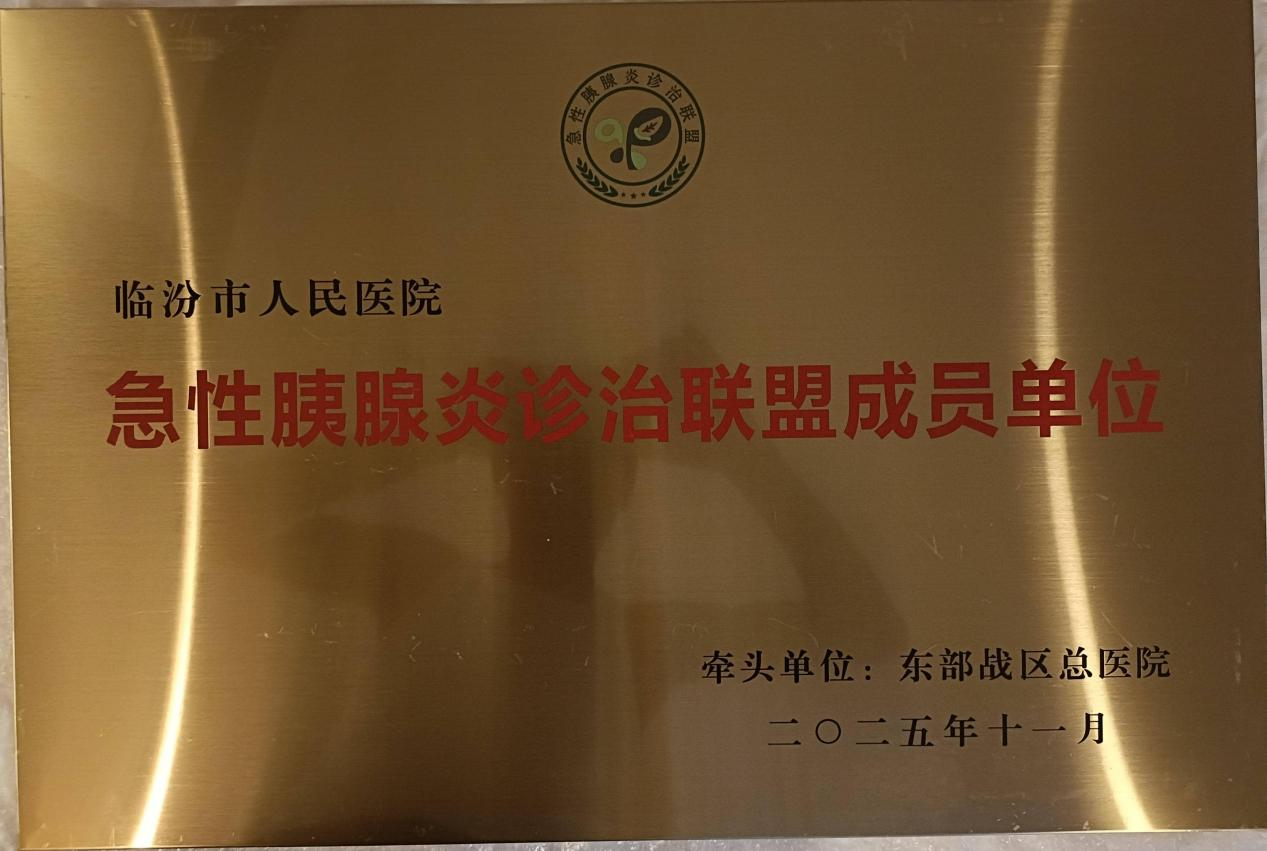 急性胰腺炎诊治联盟
临汾市人民医院
急性胰腺炎诊治联盟成员单位
牵头单位：东部战区总医院
二〇二五年十一月